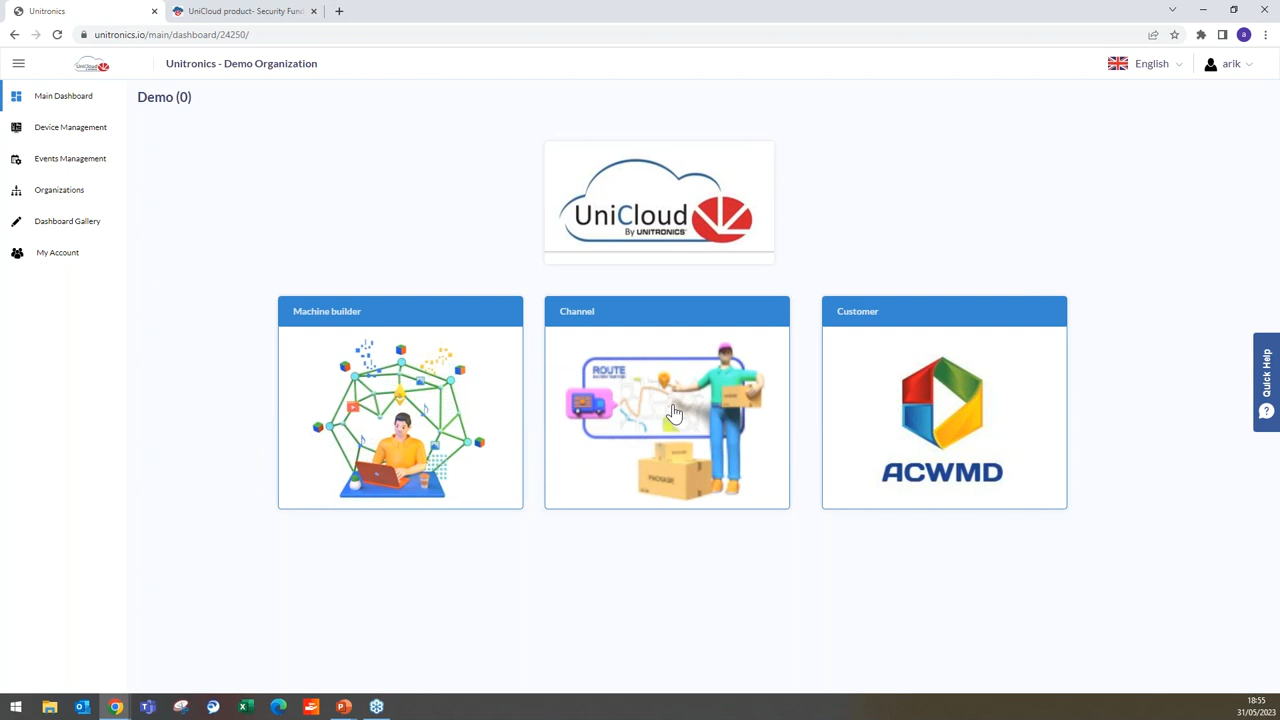 Unitronics
UniCloud product- Security Fund
unitronics.io/main/dashboard/24250/
a
UniCloud
Unitronics - Demo Organization
English
arik
Main Dashboard
Device Management
Events Management
Organizations
Dashboard Gallery
My Account
Demo (0)
UniCloud
By UNITRONICS
Machine builder
Channel
ROUTE
PACKAGE
Customer
ACWMD
Quick Help
18:55
31/05/2023